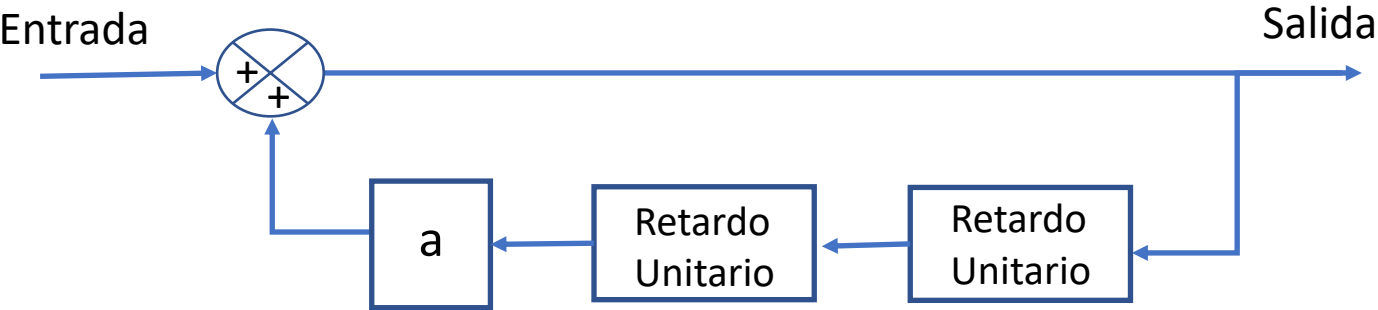 Entrada
Salida
+
+
a
Retardo
Unitario
Retardo
Unitario